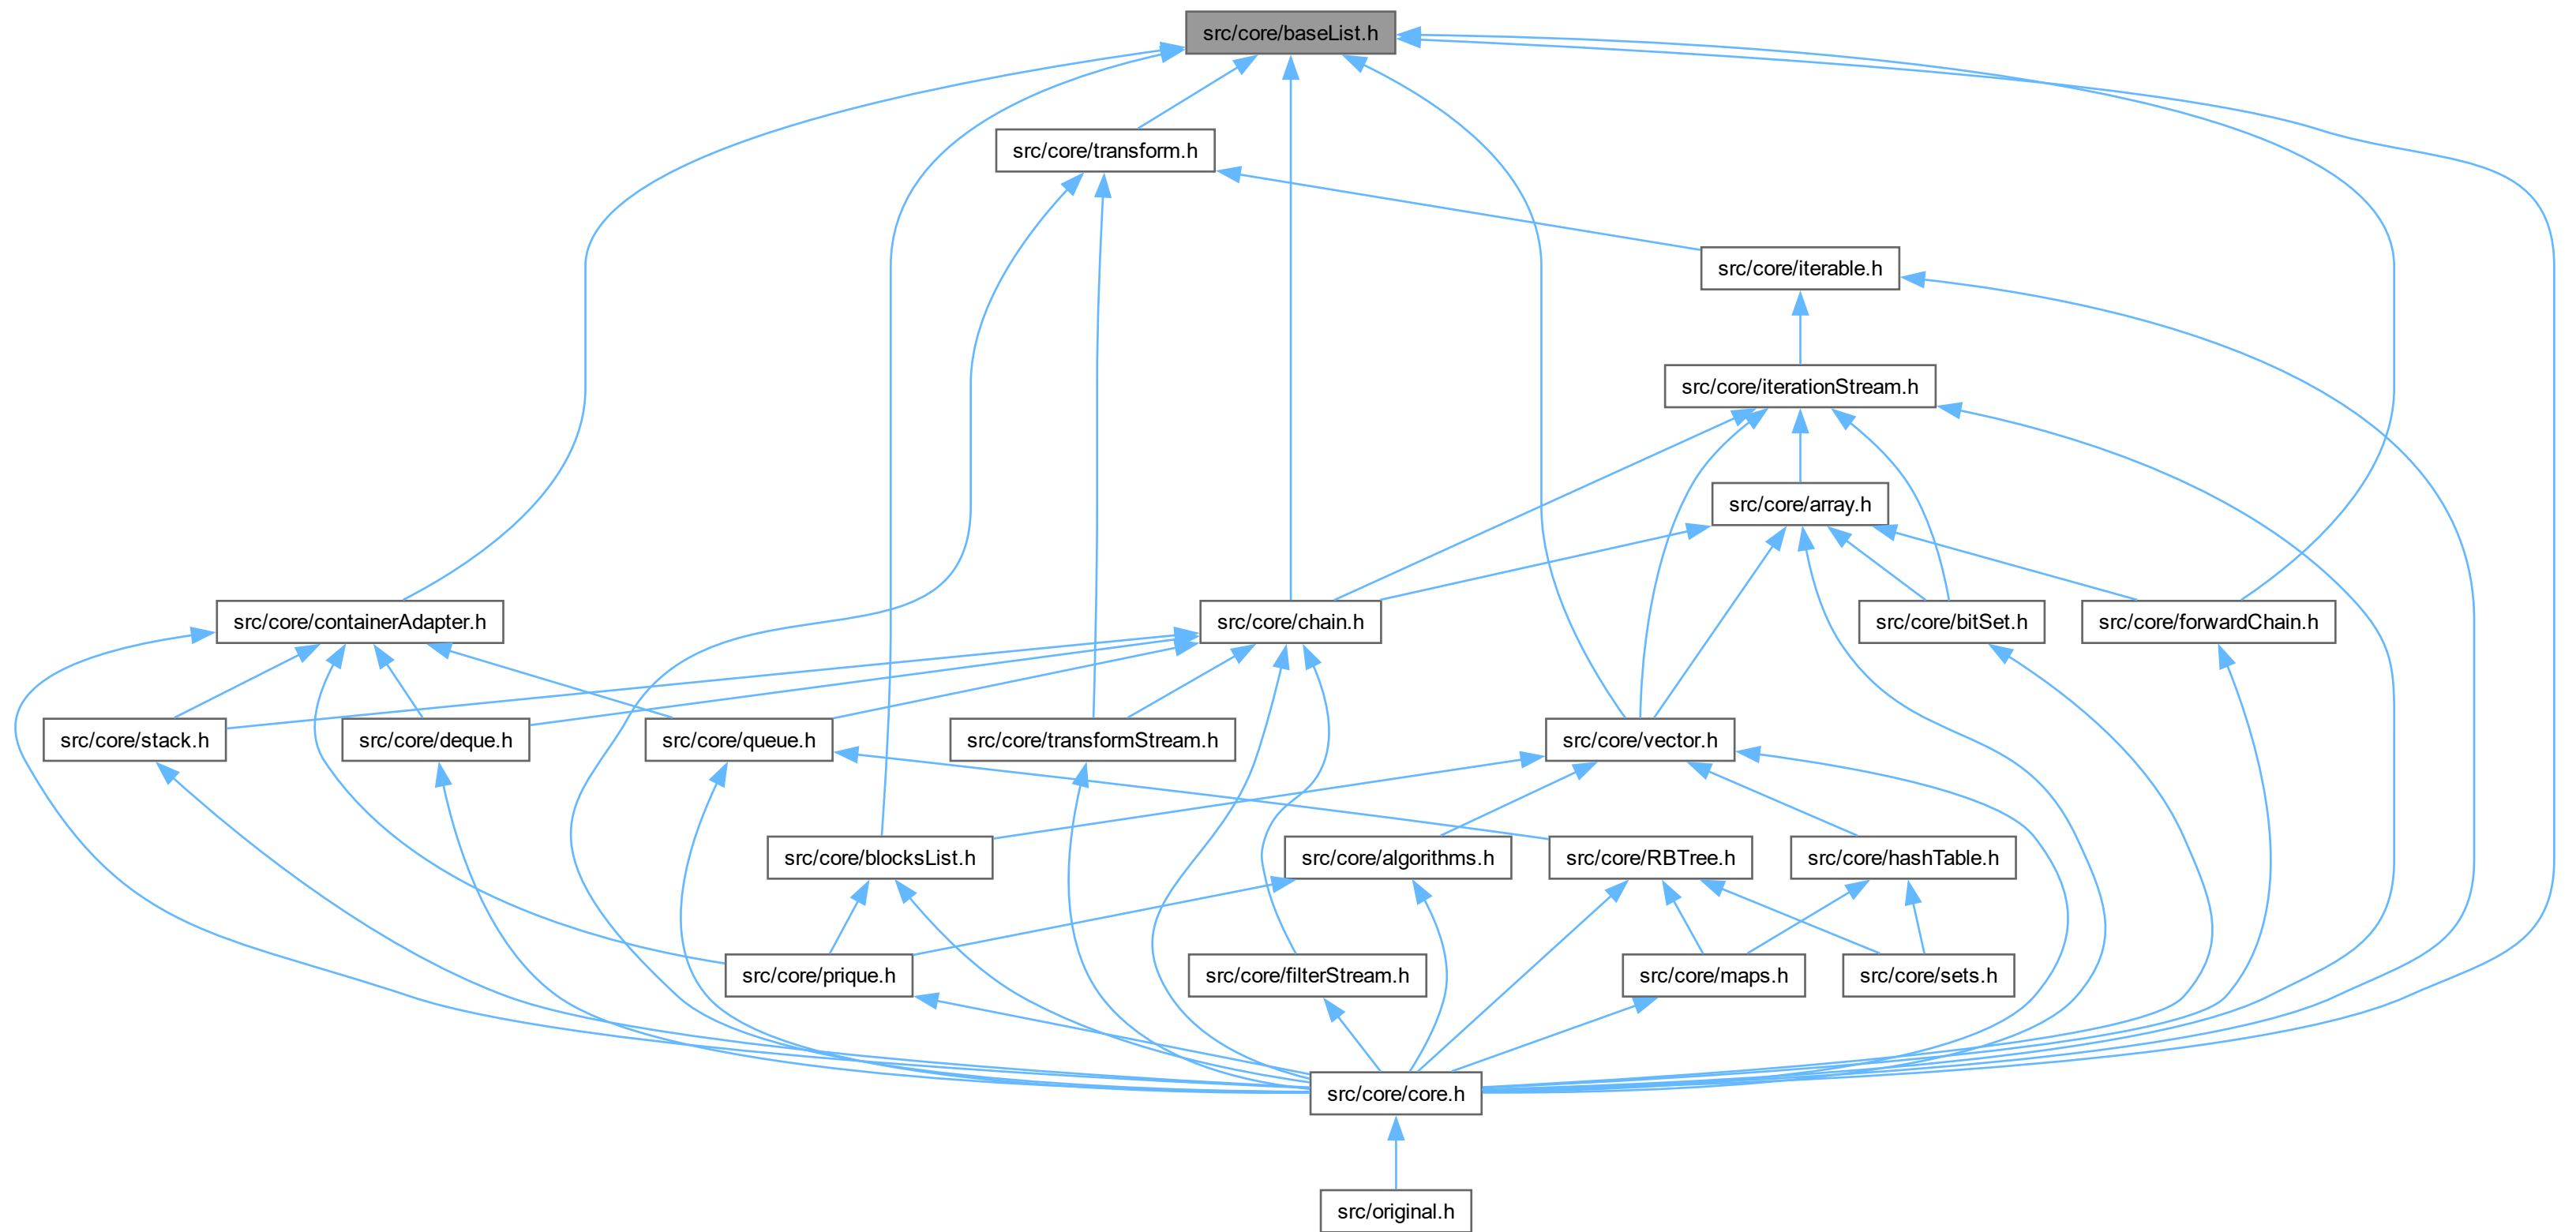 src/core/baseList.h
src/core/transform.h
src/core/iterable.h
src/core/iterationStream.h
src/core/array.h
src/core/containerAdapter.h
src/core/chain.h
src/core/bitSet.h
src/core/forwardChain.h
src/core/stack.h
src/core/deque.h
src/core/queue.h
src/core/transformStream.h
src/core/vector.h
src/core/blocksList.h
src/core/algorithms.h
src/core/RBTree.h
src/core/hashTable.h
src/core/prique.h
src/core/filterStream.h
src/core/maps.h
src/core/sets.h
src/core/core.h
src/original.h